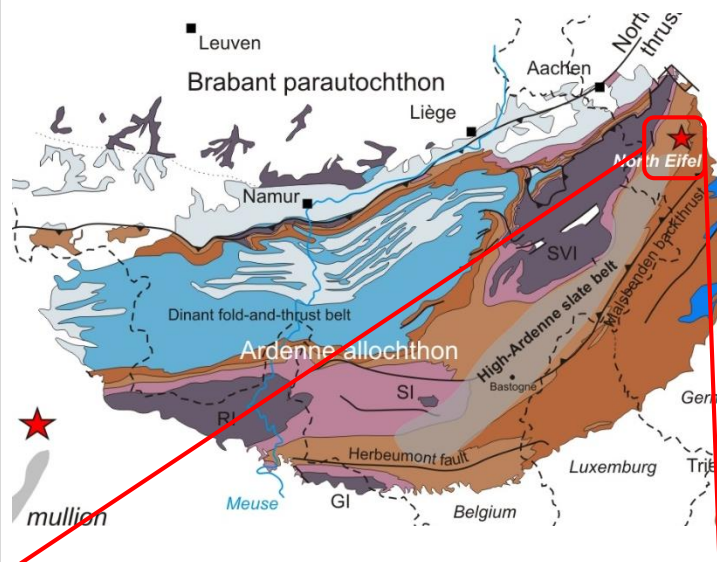 Leuven
North
thrust
Aachen
Brabant parautochthon
Liège
North Eifel
Namur
SVI
Malsbenden backthrust
Dinant fold-and-thrust belt
High-Ardenne slate belt
Ardenne allochthon
Bastogne
SI
RI
Herbeumont fault
Luxemburg
Meuse
GI
Belgium
mullion